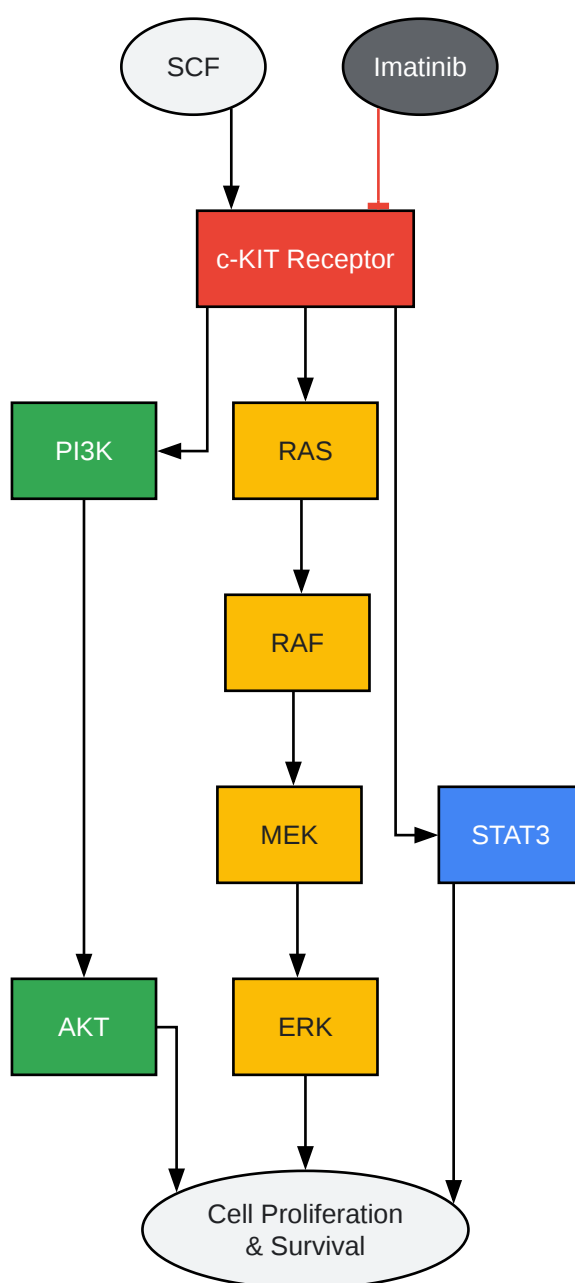 SCF
Imatinib
c-KIT Receptor
PI3K
RAS
RAF
MEK
STAT3
AKT
ERK
Cell Proliferation
& Survival